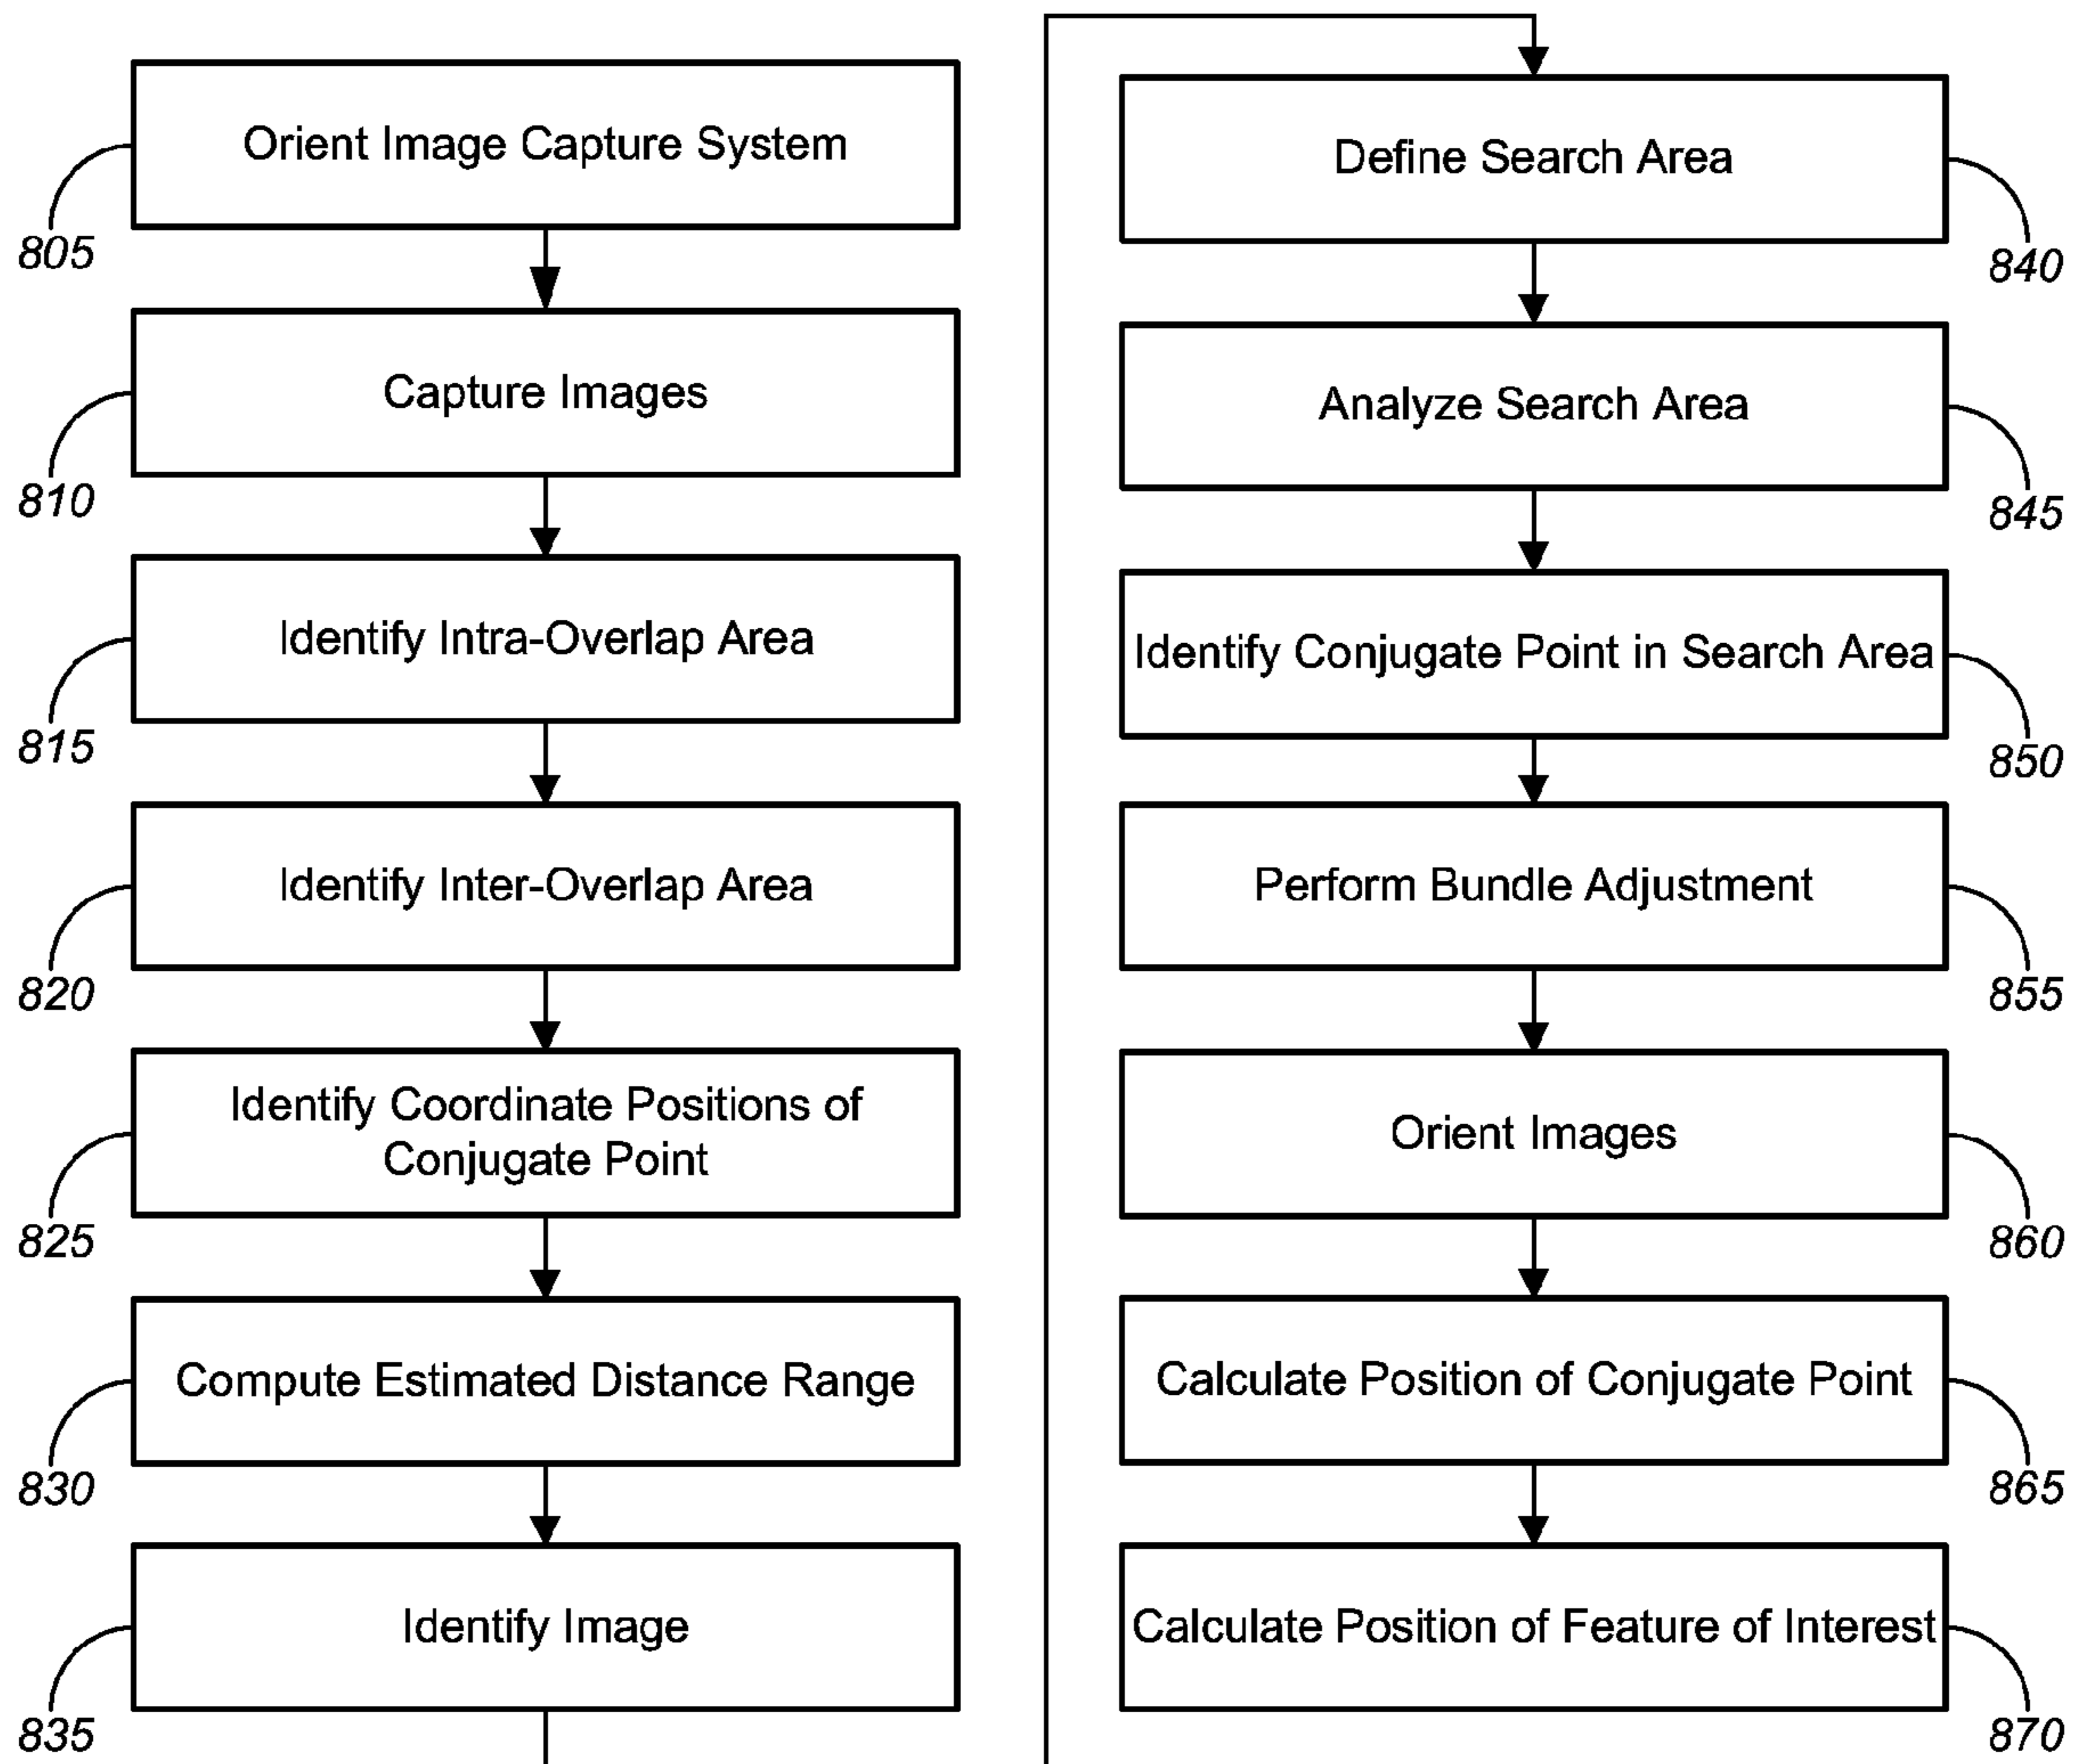 Orient Image Capture System
805
Capture Images
810
Identify Intra-Overlap Area
815
Identify Inter-Overlap Area
820
Identify Coordinate Positions of
Conjugate Point
825
Compute Estimated Distance Range
830
Identify Image
835
Define Search Area
840
Analyze Search Area
845
Identify Conjugate Point in Search Area
850
Perform Bundle Adjustment
855
Orient Images
860
Calculate Position of Conjugate Point
865
Calculate Position of Feature of Interest
870